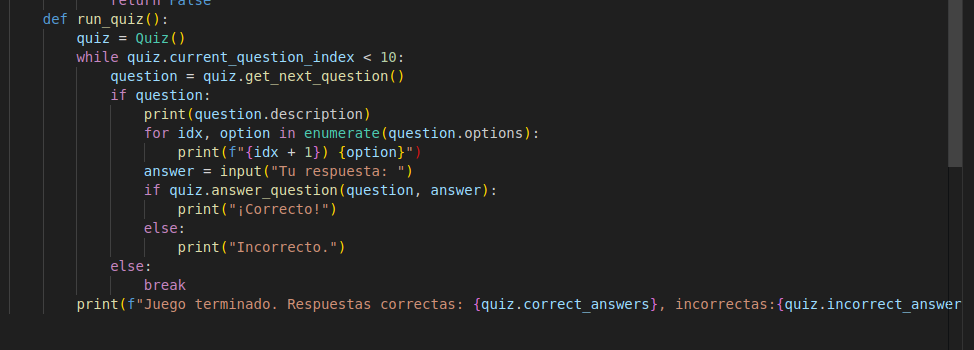 return False
def run_quiz():
quiz = Quiz()
while quiz.current_question_index < 10:
question = quiz.get_next_question()
if question:
print(question.description)
for idx, option in enumerate(question.options):
print(f"{idx + 1}) {option}")
answer = input("Tu respuesta: ")
if quiz.answer_question(question, answer):
print("¡Correcto!")
else:
print("Incorrecto.")
else:
break
print(f"Juego terminado. Respuestas correctas: {quiz.correct_answers}, incorrectas:{quiz.incorrect_answer